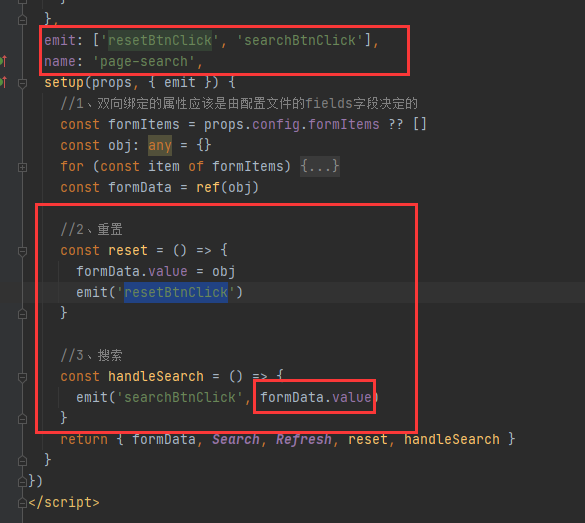 }
},
emit: ['resetBtnClick', 'searchBtnClick'],
name: 'page-search',
setup(props, { emit }) {
//1、双向绑定的属性应该是由配置文件的fields字段决定的
const formItems = props.config.formItems ?? []
const obj: any = {}
for (const item of formItems) {...}
const formData = ref(obj)
//2、重置
const reset = () => {
formData.value = obj
emit('resetBtnClick')
}
//3、搜索
const handleSearch = () => {
emit('searchBtnClick', formData.value)
}
return { formData, Search, Refresh, reset, handleSearch }
}
})
</script>